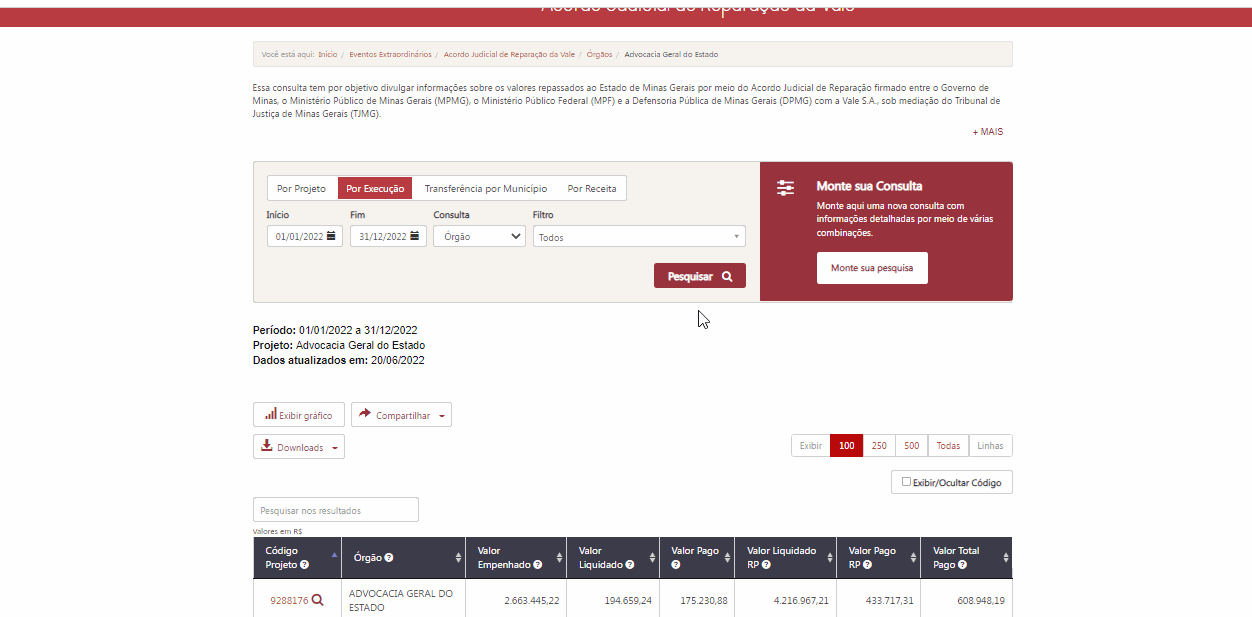 Acordo Judicial de Reparação da Vale
Você está aqui: Início / Eventos Extraordinários / Acordo Judicial de Reparação da Vale / Órgãos / Advocacia Geral do Estado
Essa consulta tem por objetivo divulgar informações sobre os valores repassados ao Estado de Minas Gerais por meio do Acordo Judicial de Reparação firmado entre o Governo de
Minas, o Ministério Público de Minas Gerais (MPMG), o Ministério Público Federal (MPF) e a Defensoria Pública de Minas Gerais (DPMG) com a Vale S.A., sob mediação do Tribunal de
Justiça de Minas Gerais (TJMG).
+ MAIS
Por Projeto Por Execução Transferência por Município Por Receita
Início Fim Consulta Filtro
01/01/2022 31/12/2022 Órgão Todos
Pesquisar
Monte sua Consulta
Monte aqui uma nova consulta com
informações detalhadas por meio de várias
combinações.
Monte sua pesquisa
Período: 01/01/2022 a 31/12/2022
Projeto: Advocacia Geral do Estado
Dados atualizados em: 20/06/2022
Exibir gráfico Compartilhar
Downloads
Exibir 100 250 500 Todas Linhas
Exibir/Ocultar Código
Pesquisar nos resultados
Valores em R$
Código Projeto Órgão Valor Empenhado Valor Liquidado Valor Pago Valor Liquidado RP Valor Pago RP Valor Total Pago
9288176 ADVOCACIA GERAL DO ESTADO 2.663.445,22 194.659,24 175.230,88 4.216.967,21 433.717,31 608.948,19